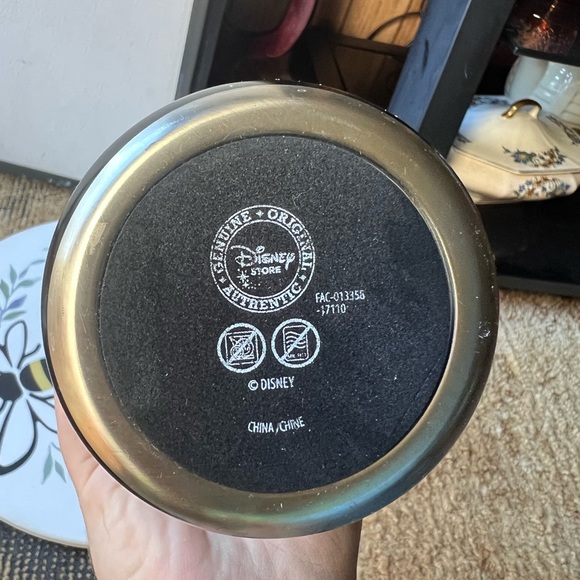 GENUINE + ORIGINAL
Disney
STORE
AUTHENTIC
FAC-013358
-17110
© DISNEY
CHINA/CHINE